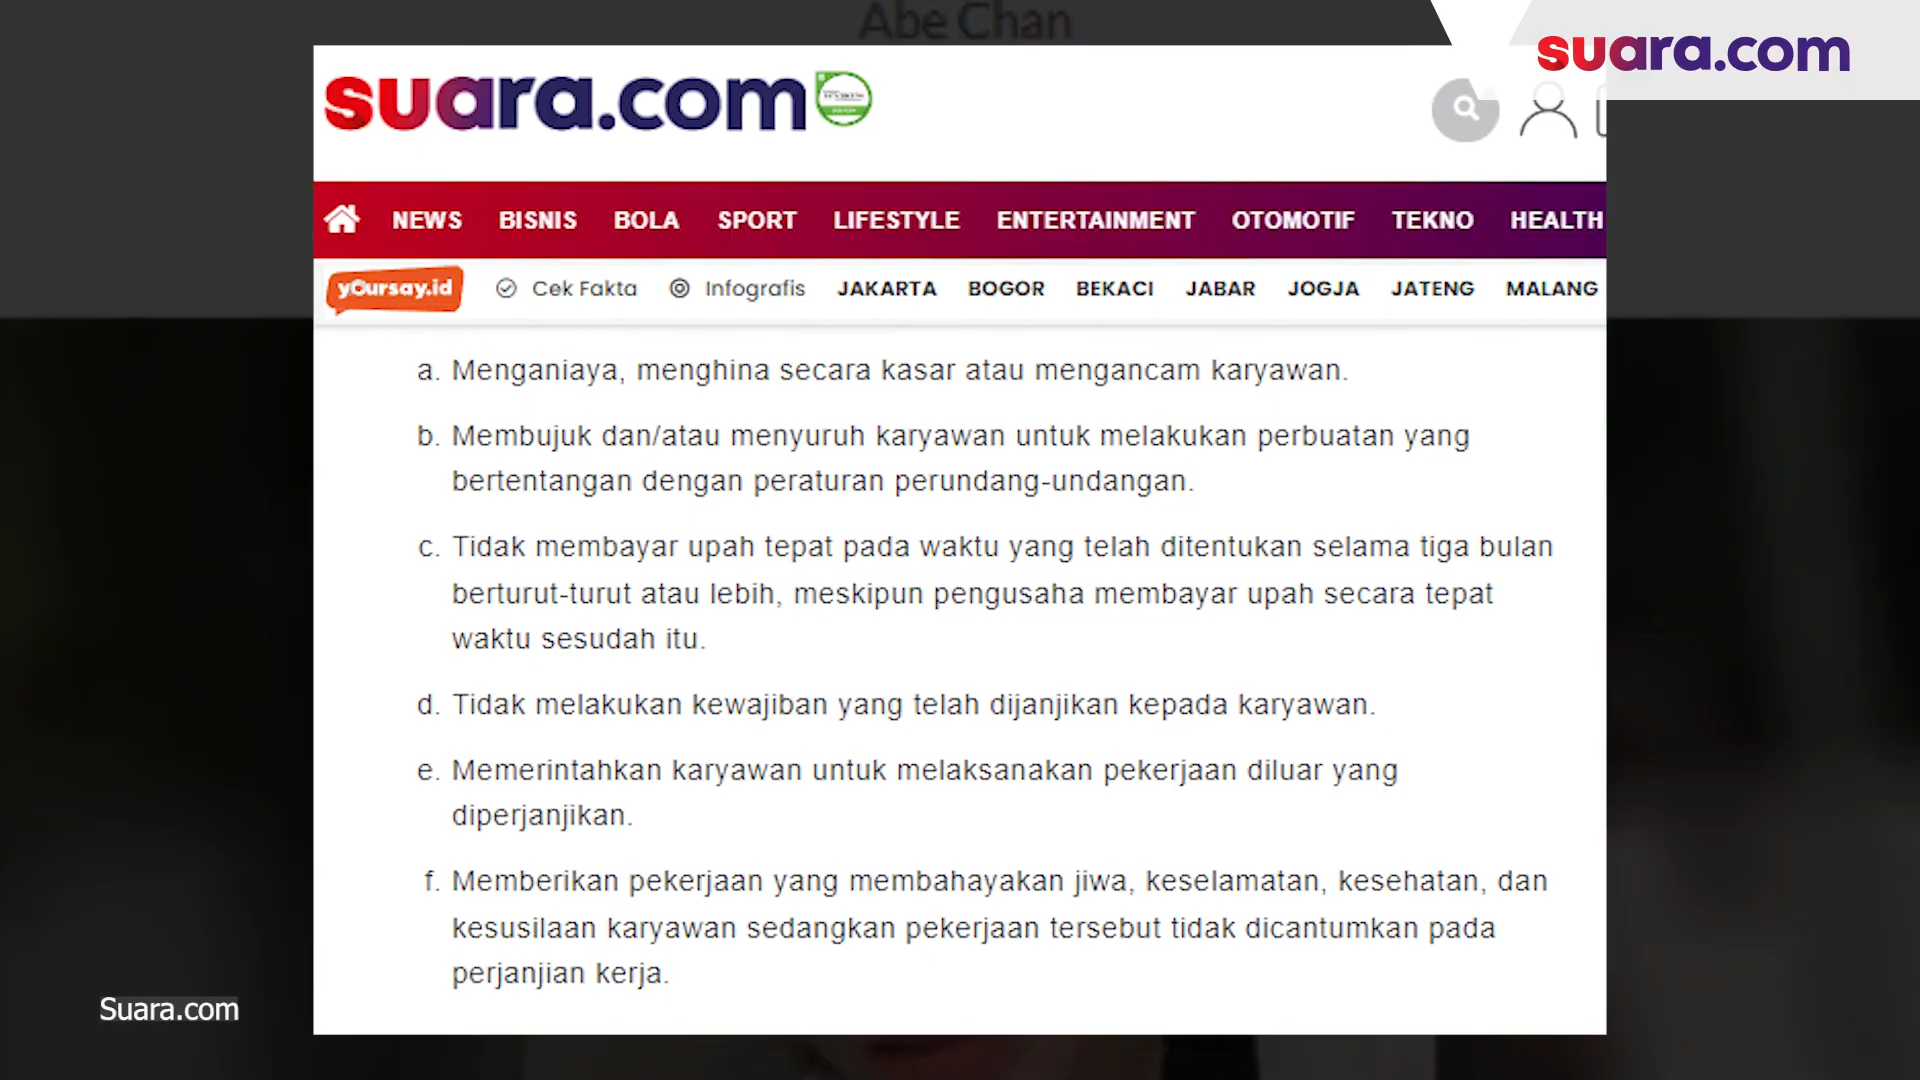 Abe Chan
suara.com
suara.com
NEWS BISNIS BOLA SPORT LIFESTYLE ENTERTAINMENT OTOMOTIF TEKNO HEALTH
yoursay.id Cek Fakta Infografis JAKARTA BOGOR BEKACI JABAR JOGJA JATENG MALANG
a. Menganiaya, menghina secara kasar atau mengancam karyawan.
b. Membujuk dan/atau menyuruh karyawan untuk melakukan perbuatan yang
bertentangan dengan peraturan perundang-undangan.
c. Tidak membayar upah tepat pada waktu yang telah ditentukan selama tiga bulan
berturut-turut atau lebih, meskipun pengusaha membayar upah secara tepat
waktu sesudah itu.
d. Tidak melakukan kewajiban yang telah dijanjikan kepada karyawan.
e. Memerintahkan karyawan untuk melaksanakan pekerjaan diluar yang
diperjanjikan.
f. Memberikan pekerjaan yang membahayakan jiwa, keselamatan, kesehatan, dan
kesusilaan karyawan sedangkan pekerjaan tersebut tidak dicantumkan pada
perjanjian kerja.
Suara.com